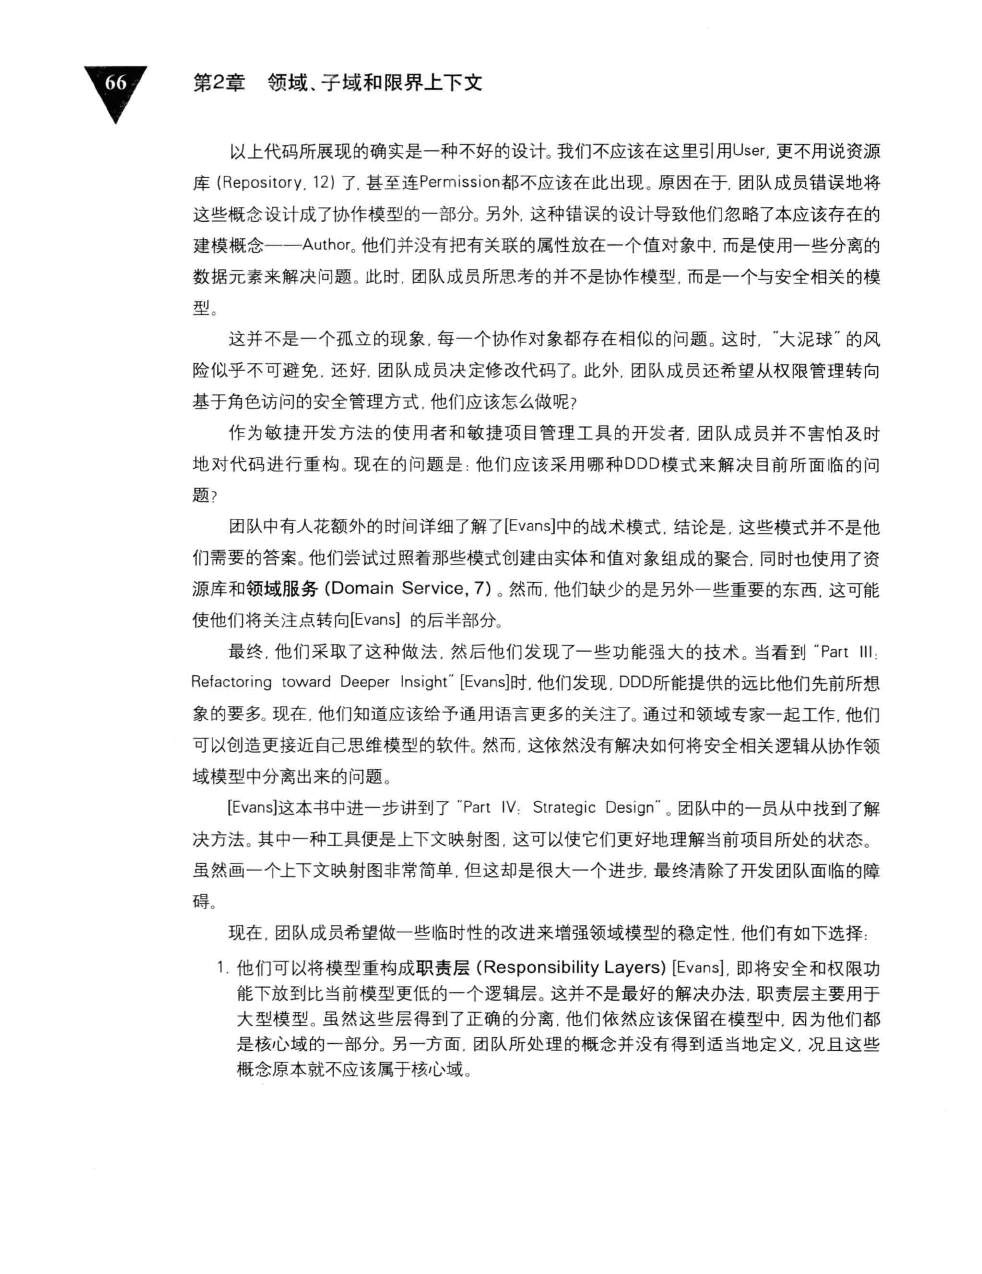 66
第2章 领域、子域和限界上下文
以上代码所展现的确实是一种不好的设计。我们不应该在这里引用User，更不用说资源
库 (Repository, 12) 了，甚至连Permission都不应该在此出现。原因在于，团队成员错误地将
这些概念设计成了协作模型的一部分。另外，这种错误的设计导致他们忽略了本应该存在的
建模概念——Author。他们并没有把有关联的属性放在一个值对象中，而是使用一些分离的
数据元素来解决问题。此时，团队成员所思考的并不是协作模型，而是一个与安全相关的模
型。
这并不是一个孤立的现象，每一个协作对象都存在相似的问题。这时，“大泥球”的风
险似乎不可避免，还好，团队成员决定修改代码了。此外，团队成员还希望从权限管理转向
基于角色访问的安全管理方式，他们应该怎么做呢？
作为敏捷开发方法的使用者和敏捷项目管理工具的开发者，团队成员并不害怕及时
地对代码进行重构。现在的问题是：他们应该采用哪种DDD模式来解决目前所面临的问
题？
团队中有人花额外的时间详细了解了[Evans]中的战术模式，结论是，这些模式并不是他
们需要的答案。他们尝试过照着那些模式创建由实体和值对象组成的聚合，同时也使用了资
源库和领域服务 (Domain Service, 7) 。然而，他们缺少的是另外一些重要的东西，这可能
使他们将关注点转向[Evans] 的后半部分。
最终，他们采取了这种做法，然后他们发现了一些功能强大的技术。当看到 “Part III:
Refactoring toward Deeper Insight” [Evans]时，他们发现，DDD所能提供的远比他们先前所想
象的要多。现在，他们知道应该给予通用语言更多的关注了。通过和领域专家一起工作，他们
可以创造更接近自己思维模型的软件。然而，这依然没有解决如何将安全相关逻辑从协作领
域模型中分离出来的问题。
[Evans]这本书中进一步讲到了 “Part IV: Strategic Design” 。团队中的一员从中找到了解
决方法。其中一种工具便是上下文映射图，这可以使它们更好地理解当前项目所处的状态。
虽然画一个上下文映射图非常简单，但这却是很大一个进步，最终清除了开发团队面临的障
碍。
现在，团队成员希望做一些临时性的改进来增强领域模型的稳定性，他们有如下选择：
1. 他们可以将模型重构成职责层 (Responsibility Layers) [Evans]，即将安全和权限功
能下放到比当前模型更低的一个逻辑层。这并不是最好的解决办法，职责层主要用于
大型模型。虽然这些层得到了正确的分离，他们依然应该保留在模型中，因为他们都
是核心域的一部分。另一方面，团队所处理的概念并没有得到适当地定义，况且这些
概念原本就不应该属于核心域。